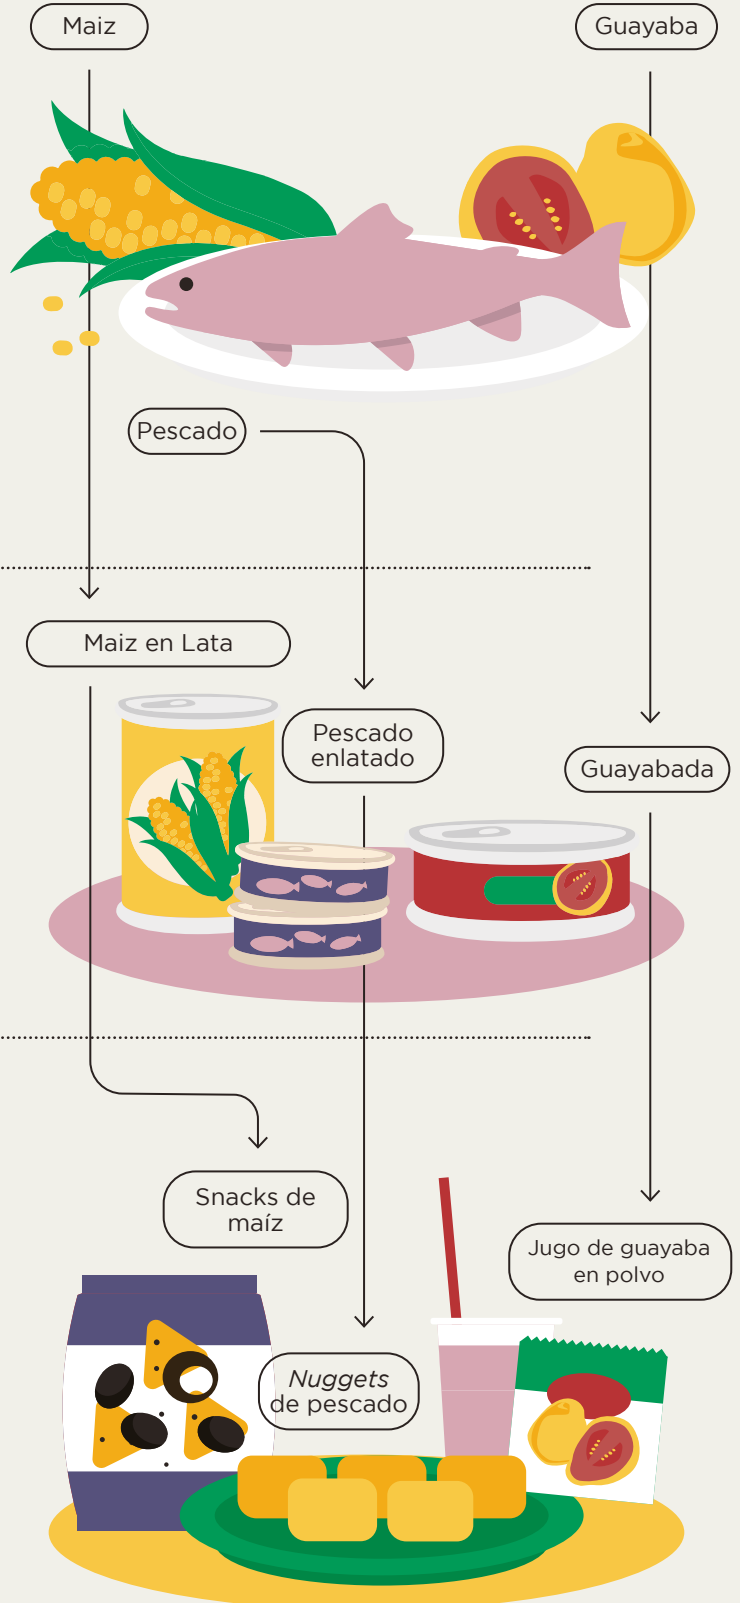 Maiz
Guayaba
Pescado
Maiz en Lata
Pescado
enlatado
Guayabada
Snacks de
maíz
Jugo de guayaba
en polvo
Nuggets
de pescado